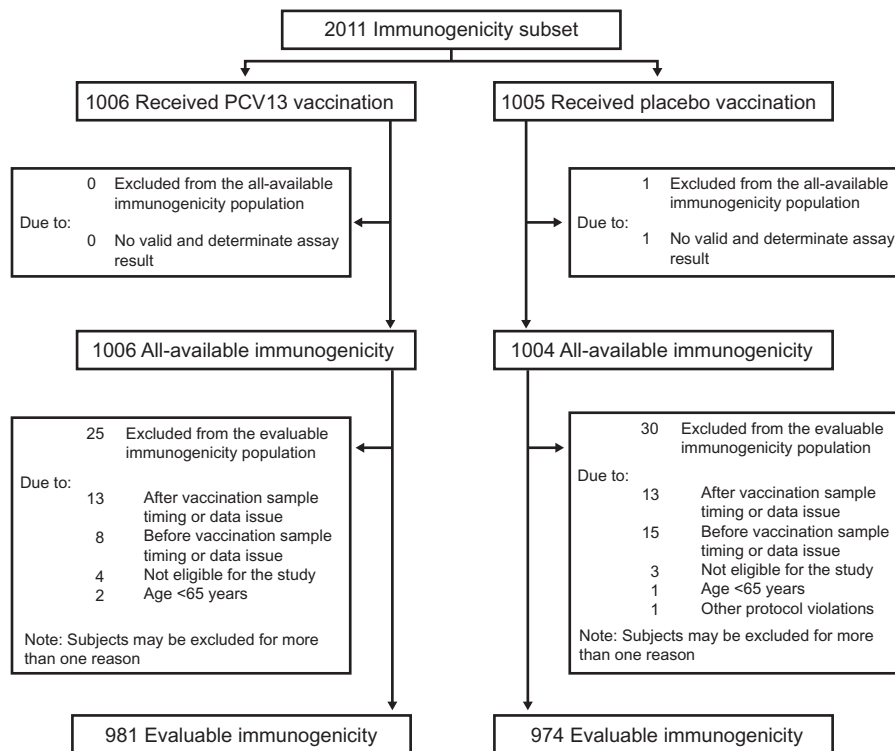 2011 Immunogenicity subset
1006 Received PCV13 vaccination
1005 Received placebo vaccination
0 Excluded from the all-available
immunogenicity population
Due to:
0 No valid and determinate assay
result
1 Excluded from the all-available
immunogenicity population
Due to:
1 No valid and determinate assay
result
1006 All-available immunogenicity
1004 All-available immunogenicity
25 Excluded from the evaluable
immunogenicity population
Due to:
13 After vaccination sample
timing or data issue
8 Before vaccination sample
timing or data issue
4 Not eligible for the study
2 Age <65 years
Note: Subjects may be excluded for more
than one reason
30 Excluded from the evaluable
immunogenicity population
Due to:
13 After vaccination sample
timing or data issue
15 Before vaccination sample
timing or data issue
3 Not eligible for the study
1 Age <65 years
1 Other protocol violations
Note: Subjects may be excluded for more
than one reason
981 Evaluable immunogenicity
974 Evaluable immunogenicity